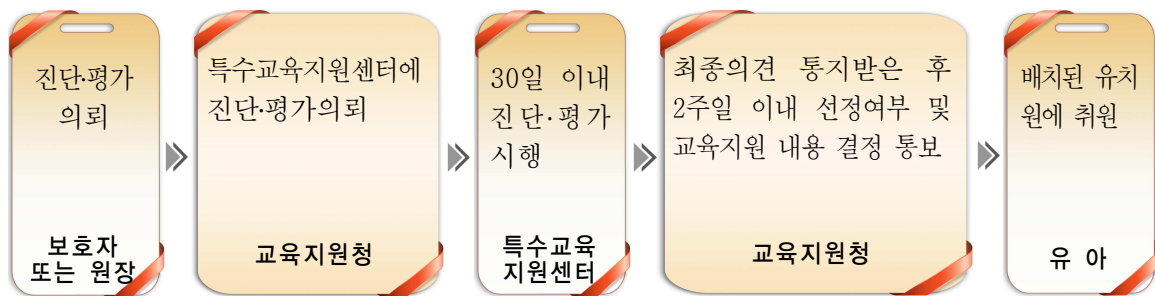 진단·평가
의뢰
보호자
또는 원장
특수교육지원센터에
진단·평가의뢰
교육지원청
30일 이내
진단·평가
시행
특수교육
지원센터
최종의견 통지받은 후
2주일 이내 선정여부 및
교육지원 내용 결정 통보
교육지원청
배치된 유치
원에 취원
유 아